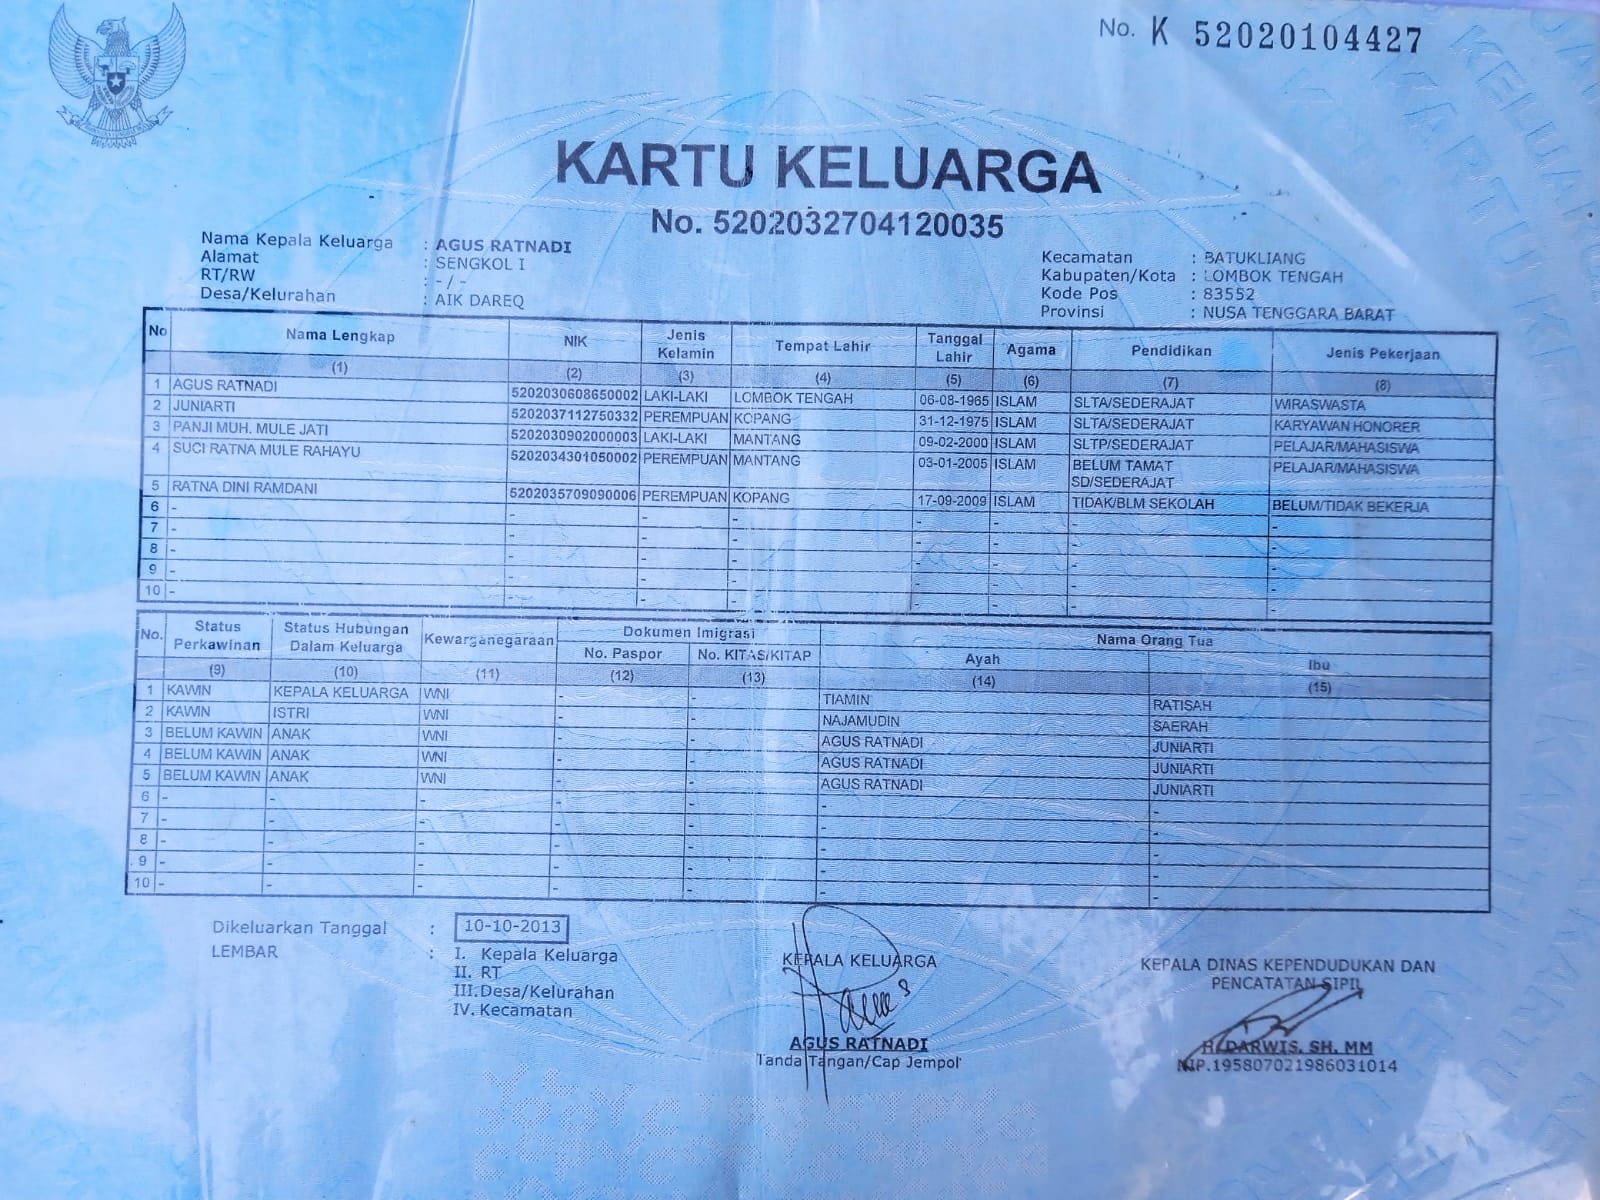 No. K 52020104427
KARTU KELUARGA
No. 5202032704120035
Nama Kepala Keluarga : AGUS RATNADI
Alamat : SENGKOL I
RT/RW : - / -
Desa/Kelurahan : AIK DAREQ
Kecamatan : BATUKLIANG
Kabupaten/Kota : LOMBOK TENGAH
Kode Pos : 83552
Provinsi : NUSA TENGGARA BARAT
No Nama Lengkap NIK Jenis Kelamin Tempat Lahir Tanggal Lahir Agama Pendidikan Jenis Pekerjaan
(1) (2) (3) (4) (5) (6) (7) (8)
1 AGUS RATNADI 5202030608650002 LAKI-LAKI LOMBOK TENGAH 06-08-1965 ISLAM SLTA/SEDERAJAT WIRASWASTA
2 JUNIARTI 5202037112750332 PEREMPUAN KOPANG 31-12-1975 ISLAM SLTA/SEDERAJAT KARYAWAN HONORER
3 PANJI MUH. MULE JATI 5202030902000003 LAKI-LAKI MANTANG 09-02-2000 ISLAM SLTP/SEDERAJAT PELAJAR/MAHASISWA
4 SUCI RATNA MULE RAHAYU 5202034301050002 PEREMPUAN MANTANG 03-01-2005 ISLAM BELUM TAMAT SD/SEDERAJAT PELAJAR/MAHASISWA
5 RATNA DINI RAMDANI 5202035709090006 PEREMPUAN KOPANG 17-09-2009 ISLAM TIDAK/BLM SEKOLAH BELUM/TIDAK BEKERJA
6 - - - - - - - -
7 - - - - - - - -
8 - - - - - - - -
9 - - - - - - - -
10 - - - - - - - -
No. Status Perkawinan Status Hubungan Dalam Keluarga Kewarganegaraan Dokumen Imigrasi Nama Orang Tua
No. Paspor No. KITAS/KITAP Ayah Ibu
(9) (10) (11) (12) (13) (14) (15)
1 KAWIN KEPALA KELUARGA WNI - - TIAMIN RATISAH
2 KAWIN ISTRI WNI - - NAJAMUDIN SAERAH
3 BELUM KAWIN ANAK WNI - - AGUS RATNADI JUNIARTI
4 BELUM KAWIN ANAK WNI - - AGUS RATNADI JUNIARTI
5 BELUM KAWIN ANAK WNI - - AGUS RATNADI JUNIARTI
6 - - - - - - -
7 - - - - - - -
8 - - - - - - -
9 - - - - - - -
10 - - - - - - -
Dikeluarkan Tanggal : 10-10-2013
LEMBAR : I. Kepala Keluarga
II. RT
III. Desa/Kelurahan
IV. Kecamatan
KEPALA KELUARGA
AGUS RATNADI
Tanda Tangan/Cap Jempol
KEPALA DINAS KEPENDUDUKAN DAN
PENCATATAN SIPIL
H. DARWIS, SH, MM
NIP.195807021986031014